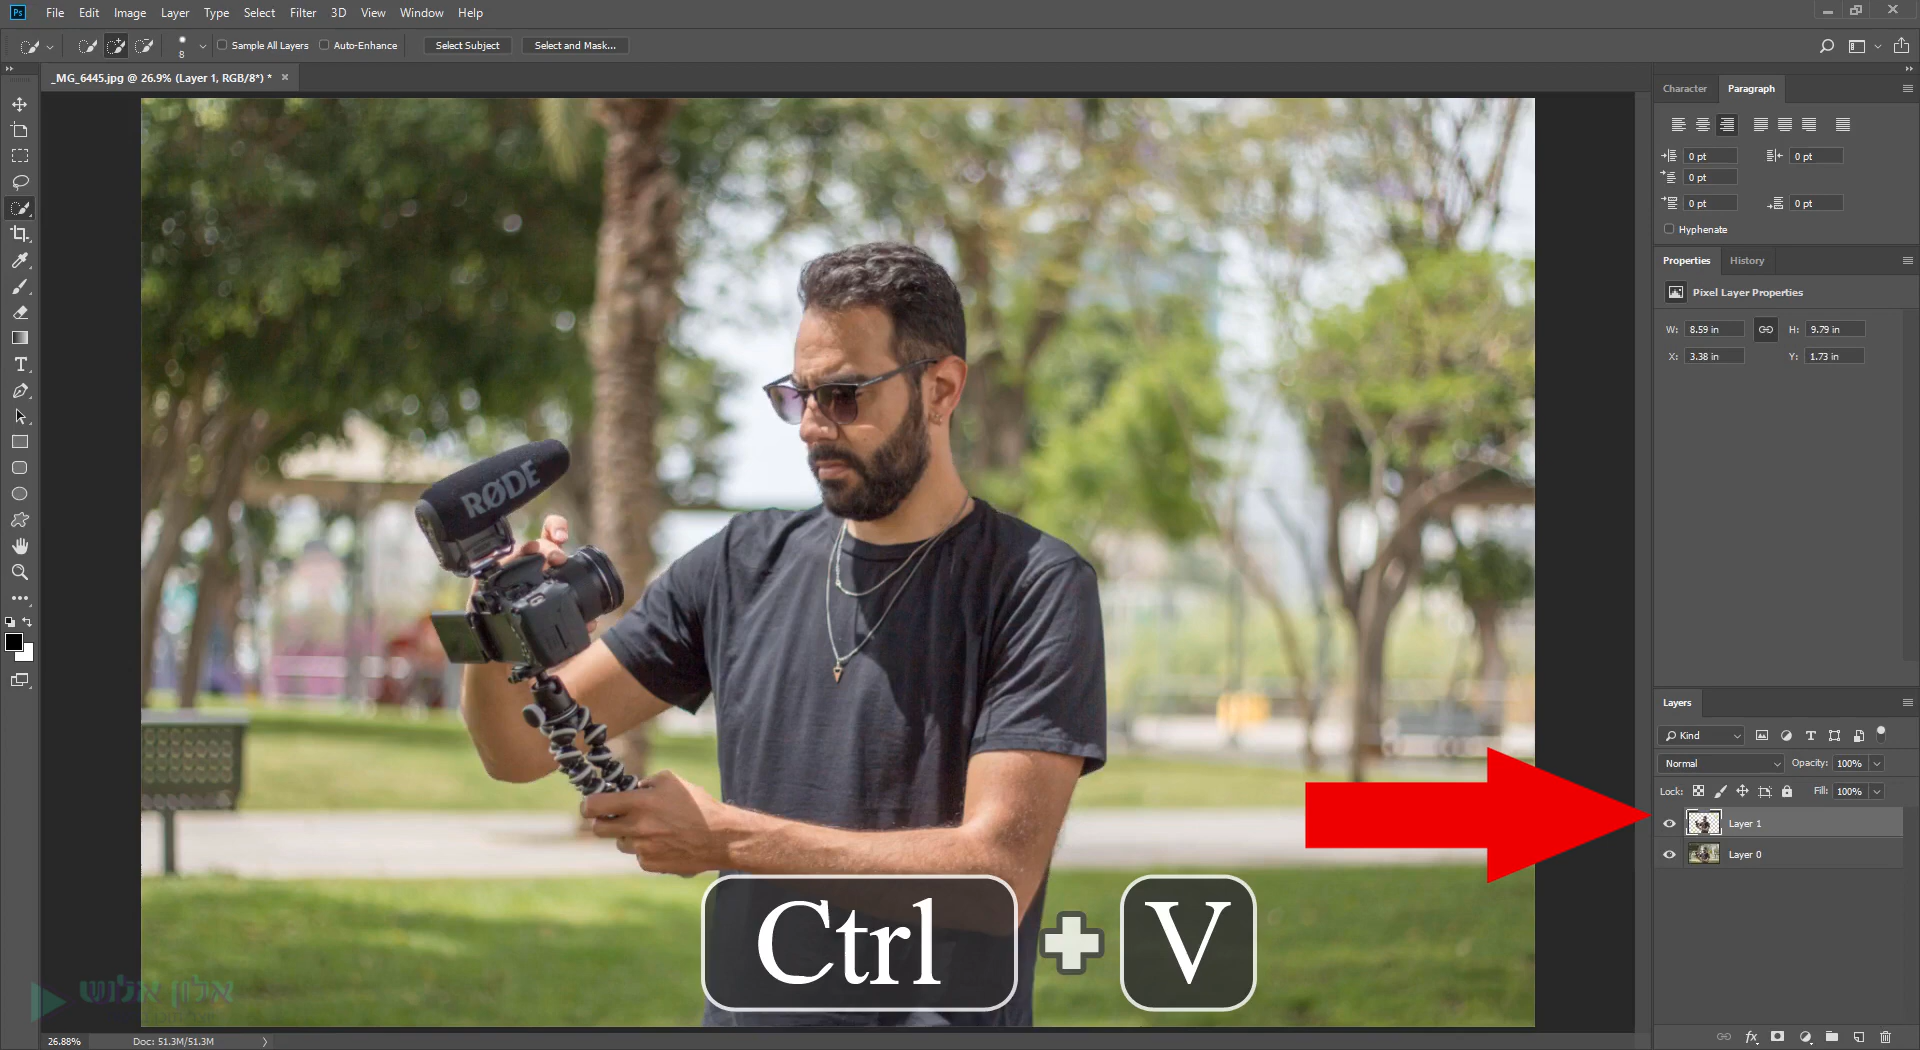 Ps File Edit Image Layer Type Select Filter 3D View Window Help
8 Sample All Layers Auto-Enhance Select Subject Select and Mask...
_MG_6445.jpg @ 26.9% (Layer 1, RGB/8*) *
Character Paragraph
0 pt 0 pt
0 pt
0 pt 0 pt
Hyphenate
Properties History
Pixel Layer Properties
W: 8.59 in H: 9.79 in
X: 3.38 in Y: 1.73 in
RØDE
Layers
Kind
Normal Opacity: 100%
Lock: Fill: 100%
Layer 1
Layer 0
Ctrl + V
אלון אלוש
26.88% Doc: 51.3M/51.3M